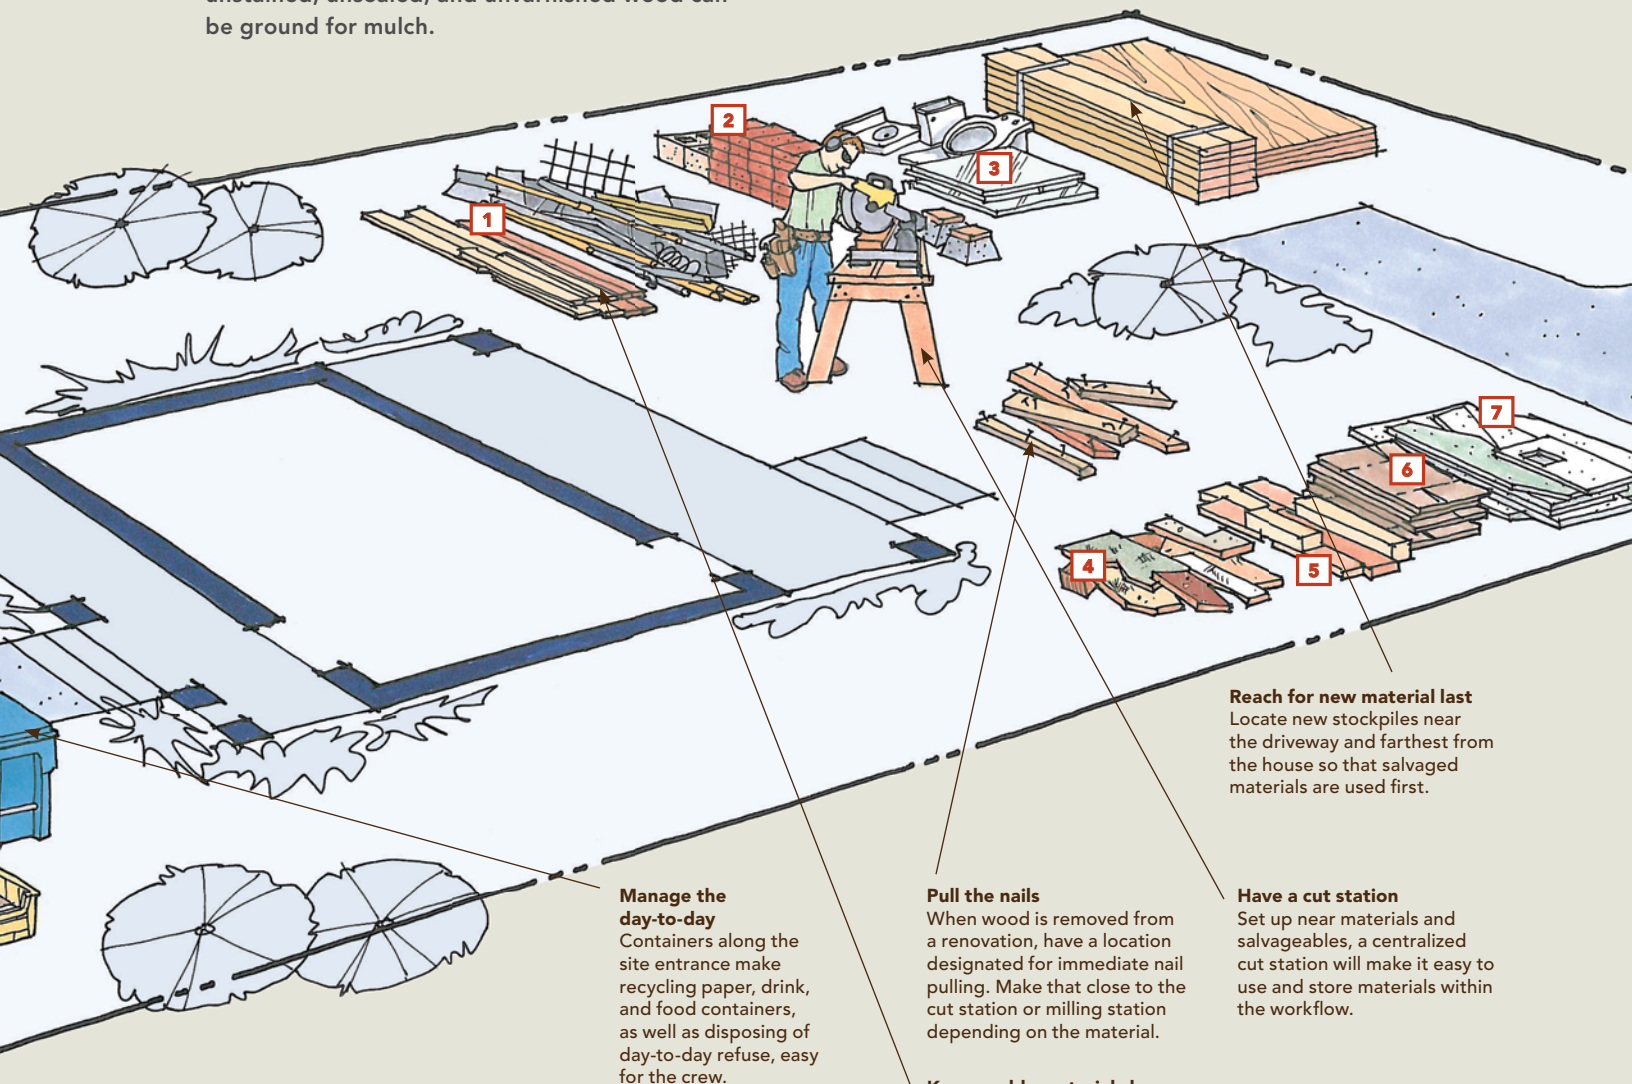 be ground for mulch.
2
3
1
7
6
4
5
Reach for new material last
Locate new stockpiles near
the driveway and farthest from
the house so that salvaged
materials are used first.
Manage the
day-to-day
Containers along the
site entrance make
recycling paper, drink,
and food containers,
as well as disposing of
day-to-day refuse, easy
for the crew.
Pull the nails
When wood is removed from
a renovation, have a location
designated for immediate nail
pulling. Make that close to the
cut station or milling station
depending on the material.
Have a cut station
Set up near materials and
salvageables, a centralized
cut station will make it easy to
use and store materials within
the workflow.